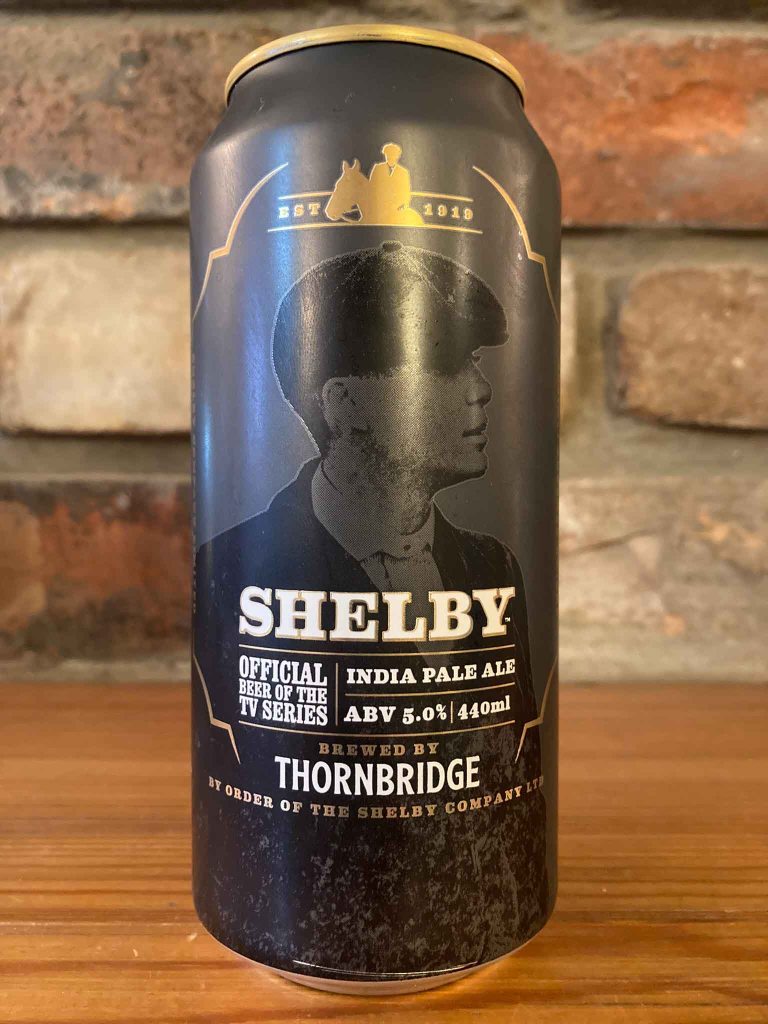 EST 1919
SHELBY™
OFFICIAL
BEER OF THE
TV SERIES
INDIA PALE ALE
ABV 5.0% | 440ml
BREWED BY
THORNBRIDGE
BY ORDER OF THE SHELBY COMPANY LTD